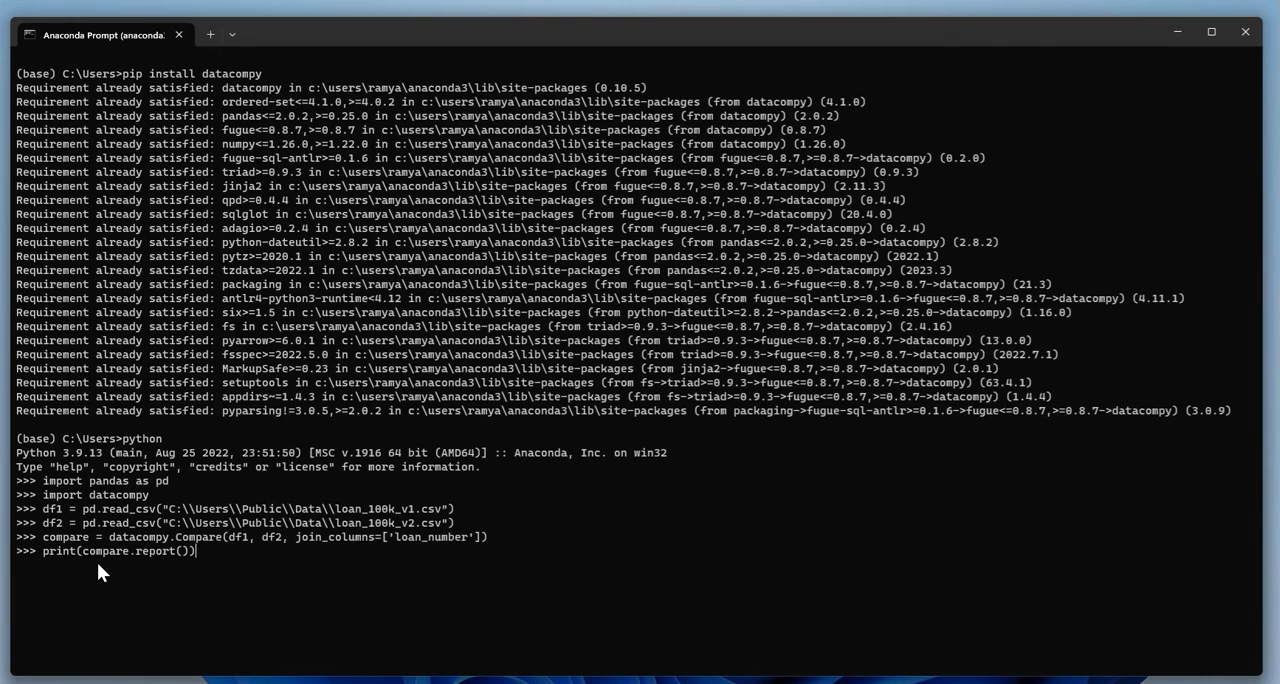 Anaconda Prompt (anaconda
(base) C:\Users>pip install datacompy
Requirement already satisfied: datacompy in c:\users\ramya\anaconda3\lib\site-packages (0.10.5)
Requirement already satisfied: ordered-set<=4.1.0,>=4.0.2 in c:\users\ramya\anaconda3\lib\site-packages (from datacompy) (4.1.0)
Requirement already satisfied: pandas<=2.0.2,>=0.25.0 in c:\users\ramya\anaconda3\lib\site-packages (from datacompy) (2.0.2)
Requirement already satisfied: fugue<=0.8.7,>=0.8.7 in c:\users\ramya\anaconda3\lib\site-packages (from datacompy) (0.8.7)
Requirement already satisfied: numpy<=1.26.0,>=1.22.0 in c:\users\ramya\anaconda3\lib\site-packages (from datacompy) (1.26.0)
Requirement already satisfied: fugue-sql-antlr>=0.1.6 in c:\users\ramya\anaconda3\lib\site-packages (from fugue<=0.8.7,>=0.8.7->datacompy) (0.2.0)
Requirement already satisfied: triad>=0.9.3 in c:\users\ramya\anaconda3\lib\site-packages (from fugue<=0.8.7,>=0.8.7->datacompy) (0.9.3)
Requirement already satisfied: jinja2 in c:\users\ramya\anaconda3\lib\site-packages (from fugue<=0.8.7,>=0.8.7->datacompy) (2.11.3)
Requirement already satisfied: qpd>=0.4.4 in c:\users\ramya\anaconda3\lib\site-packages (from fugue<=0.8.7,>=0.8.7->datacompy) (0.4.4)
Requirement already satisfied: sqlglot in c:\users\ramya\anaconda3\lib\site-packages (from fugue<=0.8.7,>=0.8.7->datacompy) (20.4.0)
Requirement already satisfied: adagio>=0.2.4 in c:\users\ramya\anaconda3\lib\site-packages (from fugue<=0.8.7,>=0.8.7->datacompy) (0.2.4)
Requirement already satisfied: python-dateutil>=2.8.2 in c:\users\ramya\anaconda3\lib\site-packages (from pandas<=2.0.2,>=0.25.0->datacompy) (2.8.2)
Requirement already satisfied: pytz>=2020.1 in c:\users\ramya\anaconda3\lib\site-packages (from pandas<=2.0.2,>=0.25.0->datacompy) (2022.1)
Requirement already satisfied: tzdata>=2022.1 in c:\users\ramya\anaconda3\lib\site-packages (from pandas<=2.0.2,>=0.25.0->datacompy) (2023.3)
Requirement already satisfied: packaging in c:\users\ramya\anaconda3\lib\site-packages (from fugue-sql-antlr>=0.1.6->fugue<=0.8.7,>=0.8.7->datacompy) (21.3)
Requirement already satisfied: antlr4-python3-runtime<4.12 in c:\users\ramya\anaconda3\lib\site-packages (from fugue-sql-antlr>=0.1.6->fugue<=0.8.7,>=0.8.7->datacompy) (4.11.1)
Requirement already satisfied: six>=1.5 in c:\users\ramya\anaconda3\lib\site-packages (from python-dateutil>=2.8.2->pandas<=2.0.2,>=0.25.0->datacompy) (1.16.0)
Requirement already satisfied: fs in c:\users\ramya\anaconda3\lib\site-packages (from triad>=0.9.3->fugue<=0.8.7,>=0.8.7->datacompy) (2.4.16)
Requirement already satisfied: pyarrow>=6.0.1 in c:\users\ramya\anaconda3\lib\site-packages (from triad>=0.9.3->fugue<=0.8.7,>=0.8.7->datacompy) (13.0.0)
Requirement already satisfied: fsspec>=2022.5.0 in c:\users\ramya\anaconda3\lib\site-packages (from triad>=0.9.3->fugue<=0.8.7,>=0.8.7->datacompy) (2022.7.1)
Requirement already satisfied: MarkupSafe>=0.23 in c:\users\ramya\anaconda3\lib\site-packages (from jinja2->fugue<=0.8.7,>=0.8.7->datacompy) (2.0.1)
Requirement already satisfied: setuptools in c:\users\ramya\anaconda3\lib\site-packages (from fs->triad>=0.9.3->fugue<=0.8.7,>=0.8.7->datacompy) (63.4.1)
Requirement already satisfied: appdirs~=1.4.3 in c:\users\ramya\anaconda3\lib\site-packages (from fs->triad>=0.9.3->fugue<=0.8.7,>=0.8.7->datacompy) (1.4.4)
Requirement already satisfied: pyparsing!=3.0.5,>=2.0.2 in c:\users\ramya\anaconda3\lib\site-packages (from packaging->fugue-sql-antlr>=0.1.6->fugue<=0.8.7,>=0.8.7->datacompy) (3.0.9)
(base) C:\Users>python
Python 3.9.13 (main, Aug 25 2022, 23:51:50) [MSC v.1916 64 bit (AMD64)] :: Anaconda, Inc. on win32
Type "help", "copyright", "credits" or "license" for more information.
>>> import pandas as pd
>>> import datacompy
>>> df1 = pd.read_csv("C:\\Users\\Public\\Data\\loan_100k_v1.csv")
>>> df2 = pd.read_csv("C:\\Users\\Public\\Data\\loan_100k_v2.csv")
>>> compare = datacompy.Compare(df1, df2, join_columns=['loan_number'])
>>> print(compare.report())